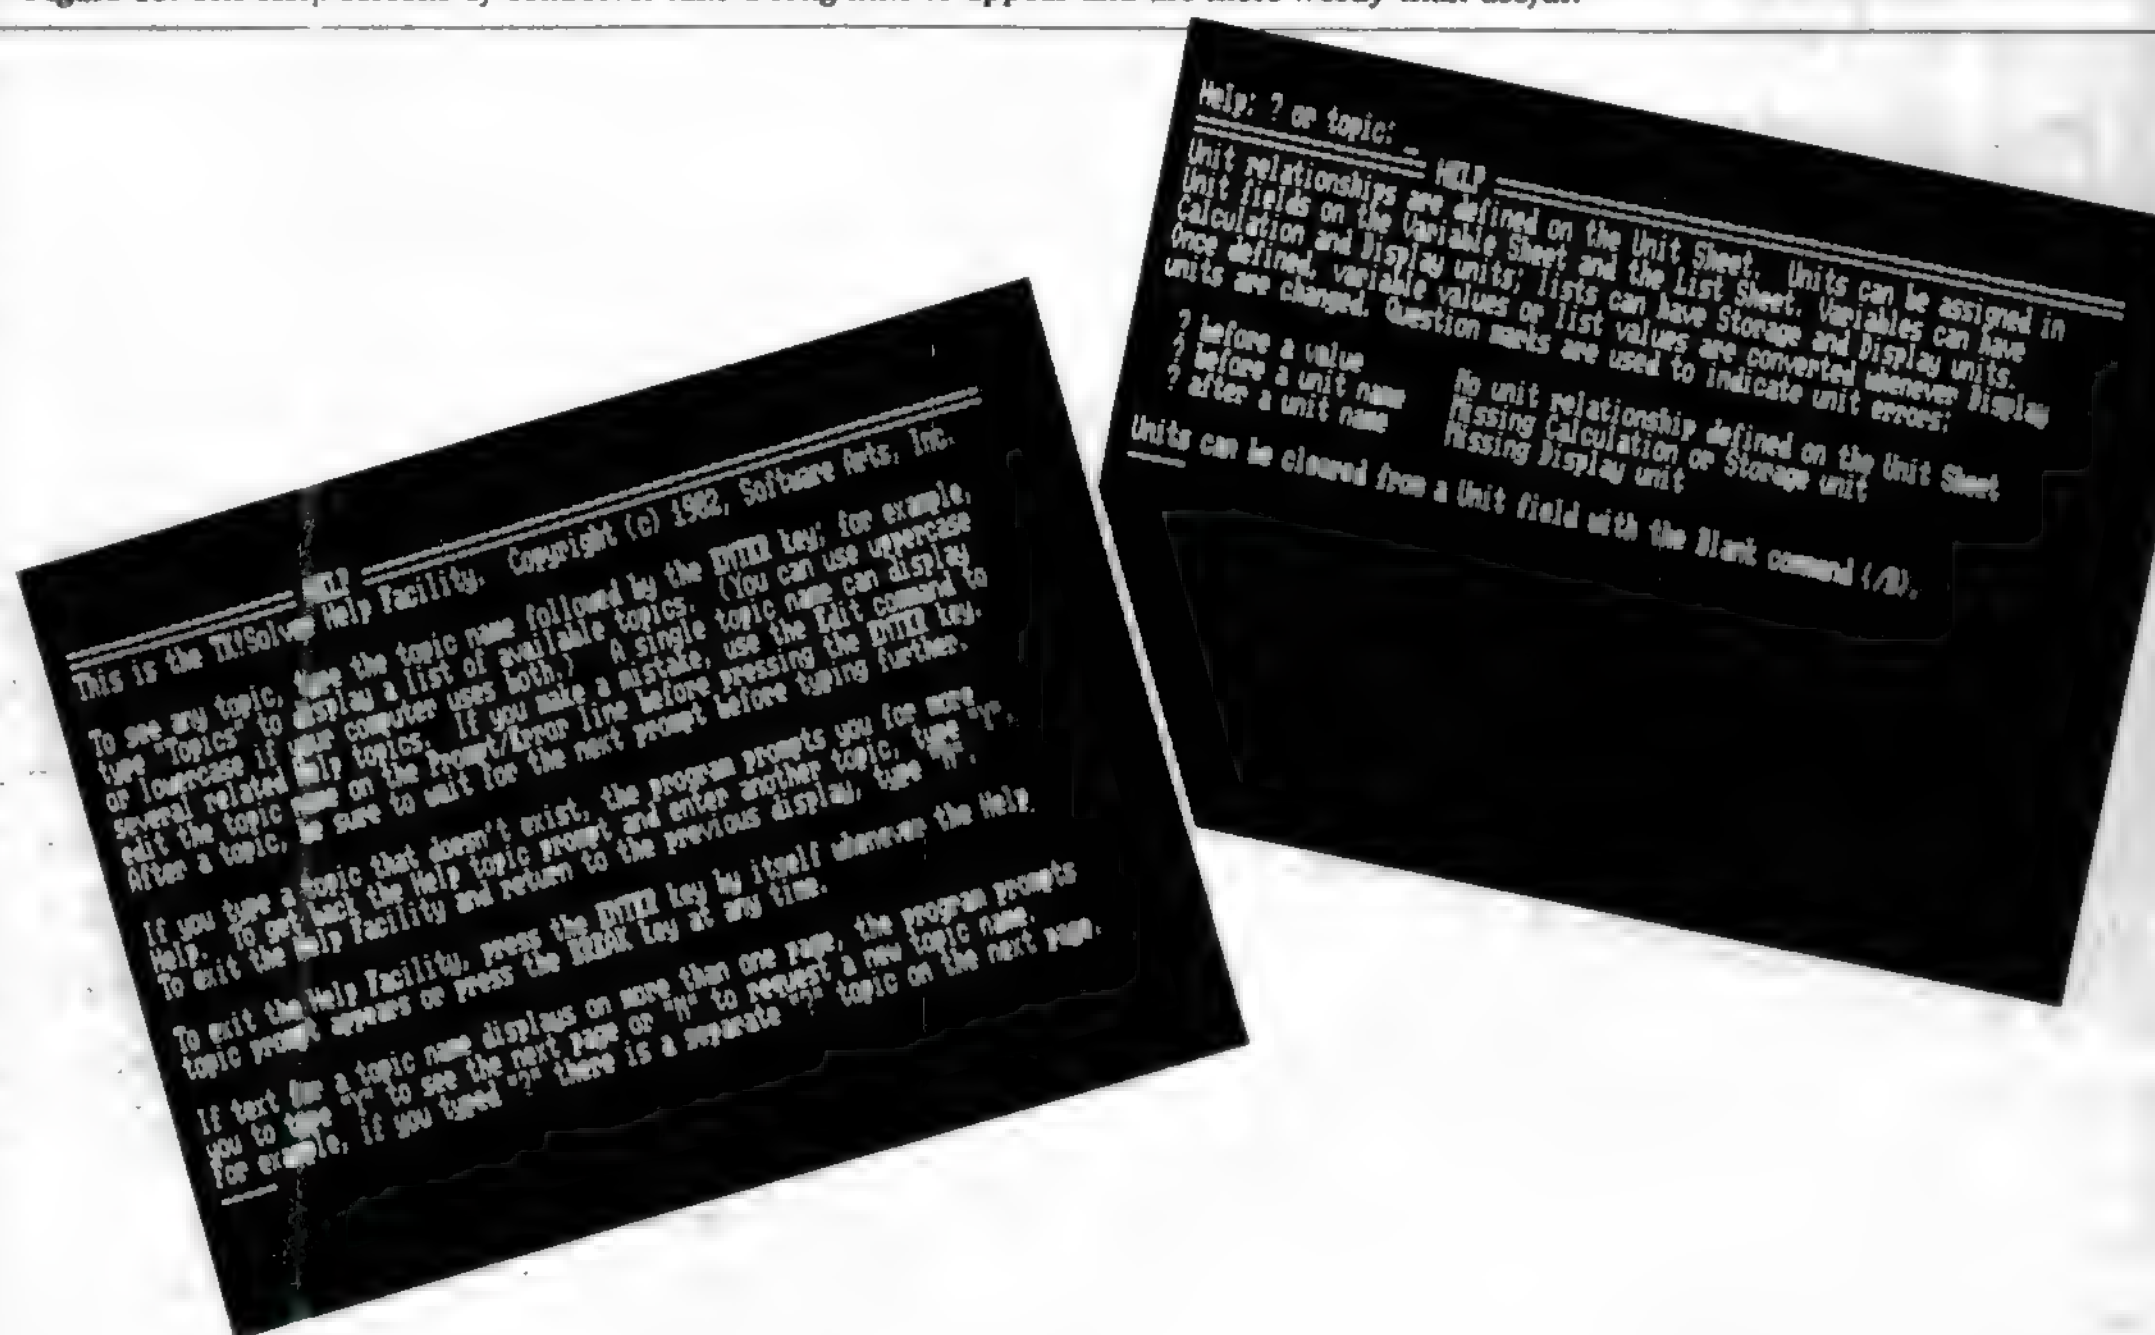 Help: ? or topic: _
HELP
Unit relationships are defined on the Unit Sheet. Units can be assigned in
Unit fields on the Variable Sheet and the List Sheet. Variables can have
Calculation and Display units; lists can have Storage and Display units.
Once defined, variable values or list values are converted whenever Display
units are changed. Question marks are used to indicate unit errors:
? before a value No unit relationship defined on the Unit Sheet
? before a unit name Missing Calculation or Storage unit
? after a unit name Missing Display unit
Units can be cleared from a Unit field with the Blank command (/B).
HELP
This is the TK!Solver Help Facility. Copyright (c) 1982, Software Arts, Inc.
To see any topic, type the topic name followed by the ENTER key; for example,
type "Topics" to display a list of available topics. (You can use uppercase
or lowercase if your computer uses both.) A single topic name can display
several related help topics. If you make a mistake, use the Edit command to
edit the topic name on the Prompt/Error line before pressing the ENTER key.
After a topic, be sure to wait for the next prompt before typing further.
If you type a topic that doesn't exist, the program prompts you for more
Help. To get back the Help topic prompt and enter another topic, type "Y".
To exit the Help Facility and return to the previous display, type "N".
To exit the Help Facility, press the ENTER key by itself whenever the Help
topic prompt appears or press the BREAK key at any time.
If text for a topic name displays on more than one page, the program prompts
you to type "Y" to see the next page or "N" to request a new topic name.
For example, if you typed "?" there is a separate "?" topic on the next page.